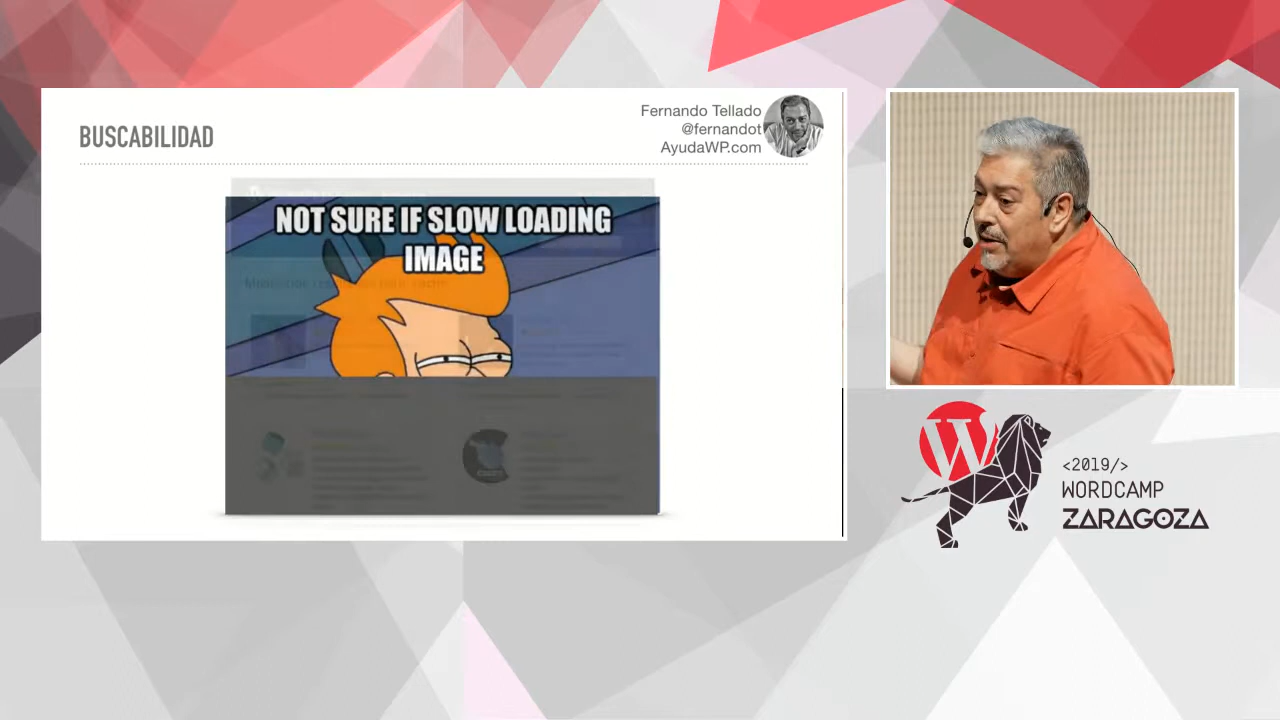 BUSCABILIDAD
Fernando Tellado
@fernandot
AyudaWP.com
NOT SURE IF SLOW LOADING
IMAGE
<2019/>
WORDCAMP
ZARAGOZA